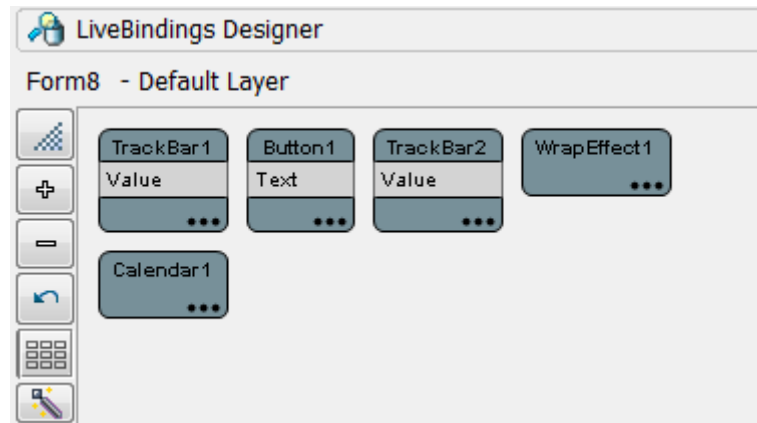 LiveBindings Designer
Form8 - Default Layer
TrackBar1
Value
Button1
Text
TrackBar2
Value
WrapEffect1
Calendar1